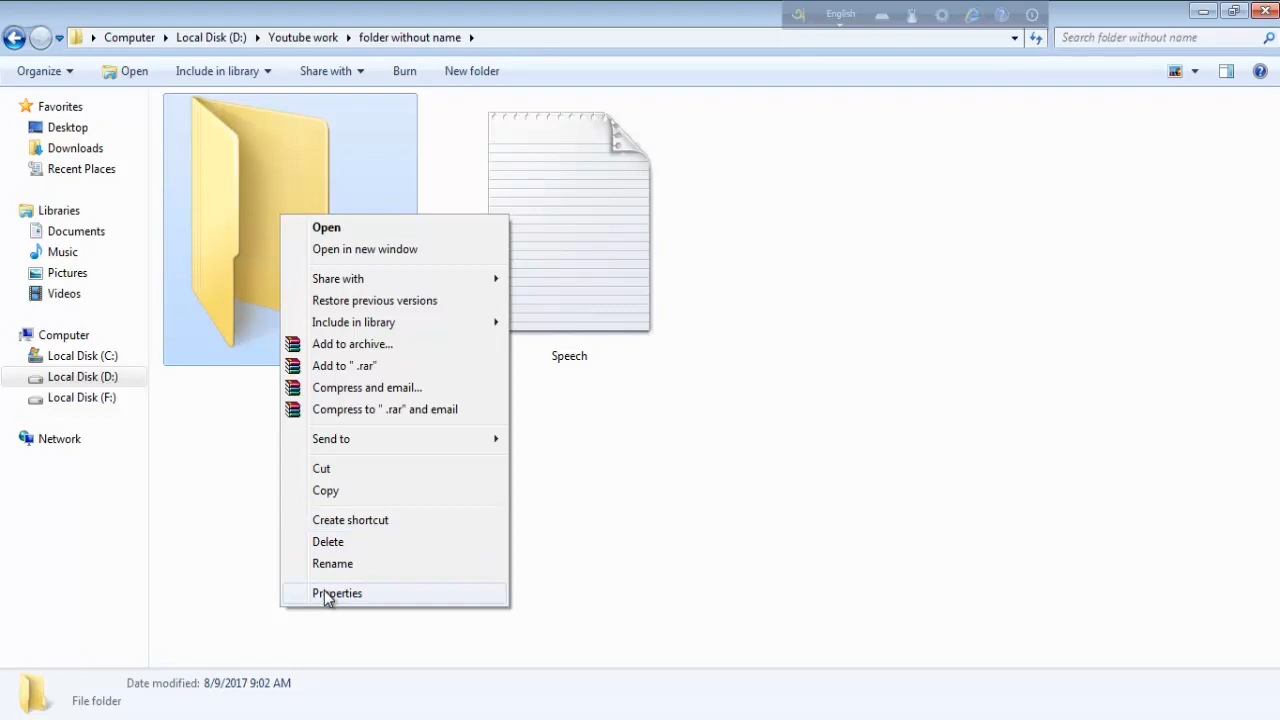 English
Computer
Local Disk (D:)
Youtube work
folder without name
Search folder without name
Organize
Open
Include in library
Share with
Burn
New folder
Favorites
Desktop
Downloads
Recent Places
Libraries
Documents
Music
Pictures
Videos
Computer
Local Disk (C:)
Local Disk (D:)
Local Disk (F:)
Network
Open
Open in new window
Share with
Restore previous versions
Include in library
Add to archive...
Add to " .rar"
Compress and email...
Compress to " .rar" and email
Send to
Cut
Copy
Create shortcut
Delete
Rename
Properties
Speech
Date modified: 8/9/2017 9:02 AM
File folder